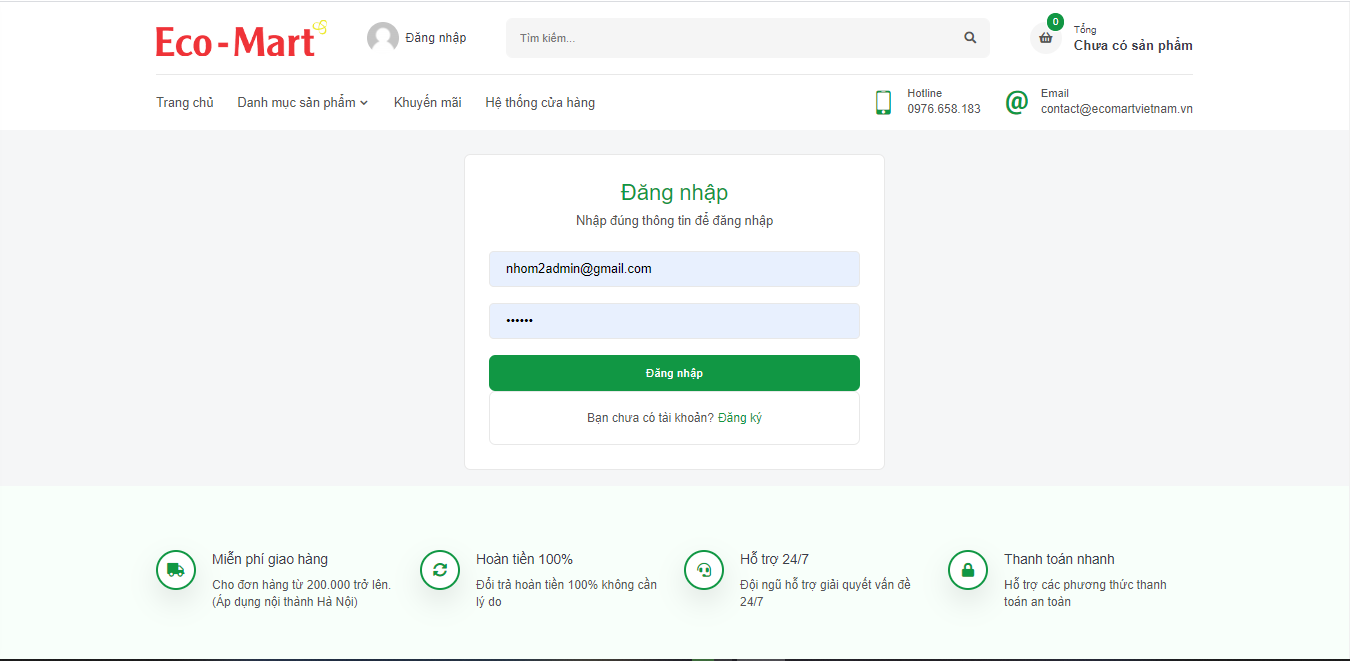 Eco-Mart
Đăng nhập
Tìm kiếm...
0
Tổng
Chưa có sản phẩm
Trang chủ
Danh mục sản phẩm
Khuyến mãi
Hệ thống cửa hàng
Hotline
0976.658.183
@
Email
contact@ecomartvietnam.vn
Đăng nhập
Nhập đúng thông tin để đăng nhập
nhom2admin@gmail.com
••••••
Đăng nhập
Bạn chưa có tài khoản? Đăng ký
Miễn phí giao hàng
Cho đơn hàng từ 200.000 trở lên.
(Áp dụng nội thành Hà Nội)
Hoàn tiền 100%
Đổi trả hoàn tiền 100% không cần
lý do
Hỗ trợ 24/7
Đội ngũ hỗ trợ giải quyết vấn đề
24/7
Thanh toán nhanh
Hỗ trợ các phương thức thanh
toán an toàn